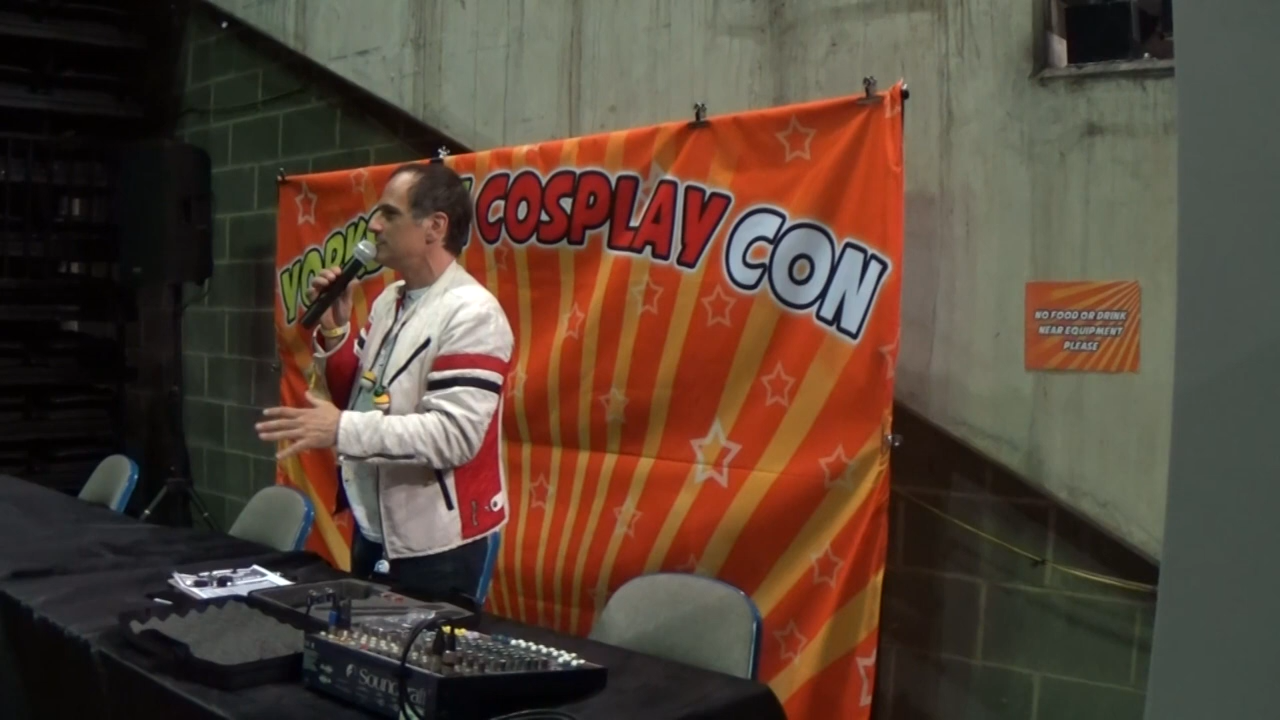 COSPLAY CON
NO FOOD OR DRINK
NEAR EQUIPMENT
PLEASE